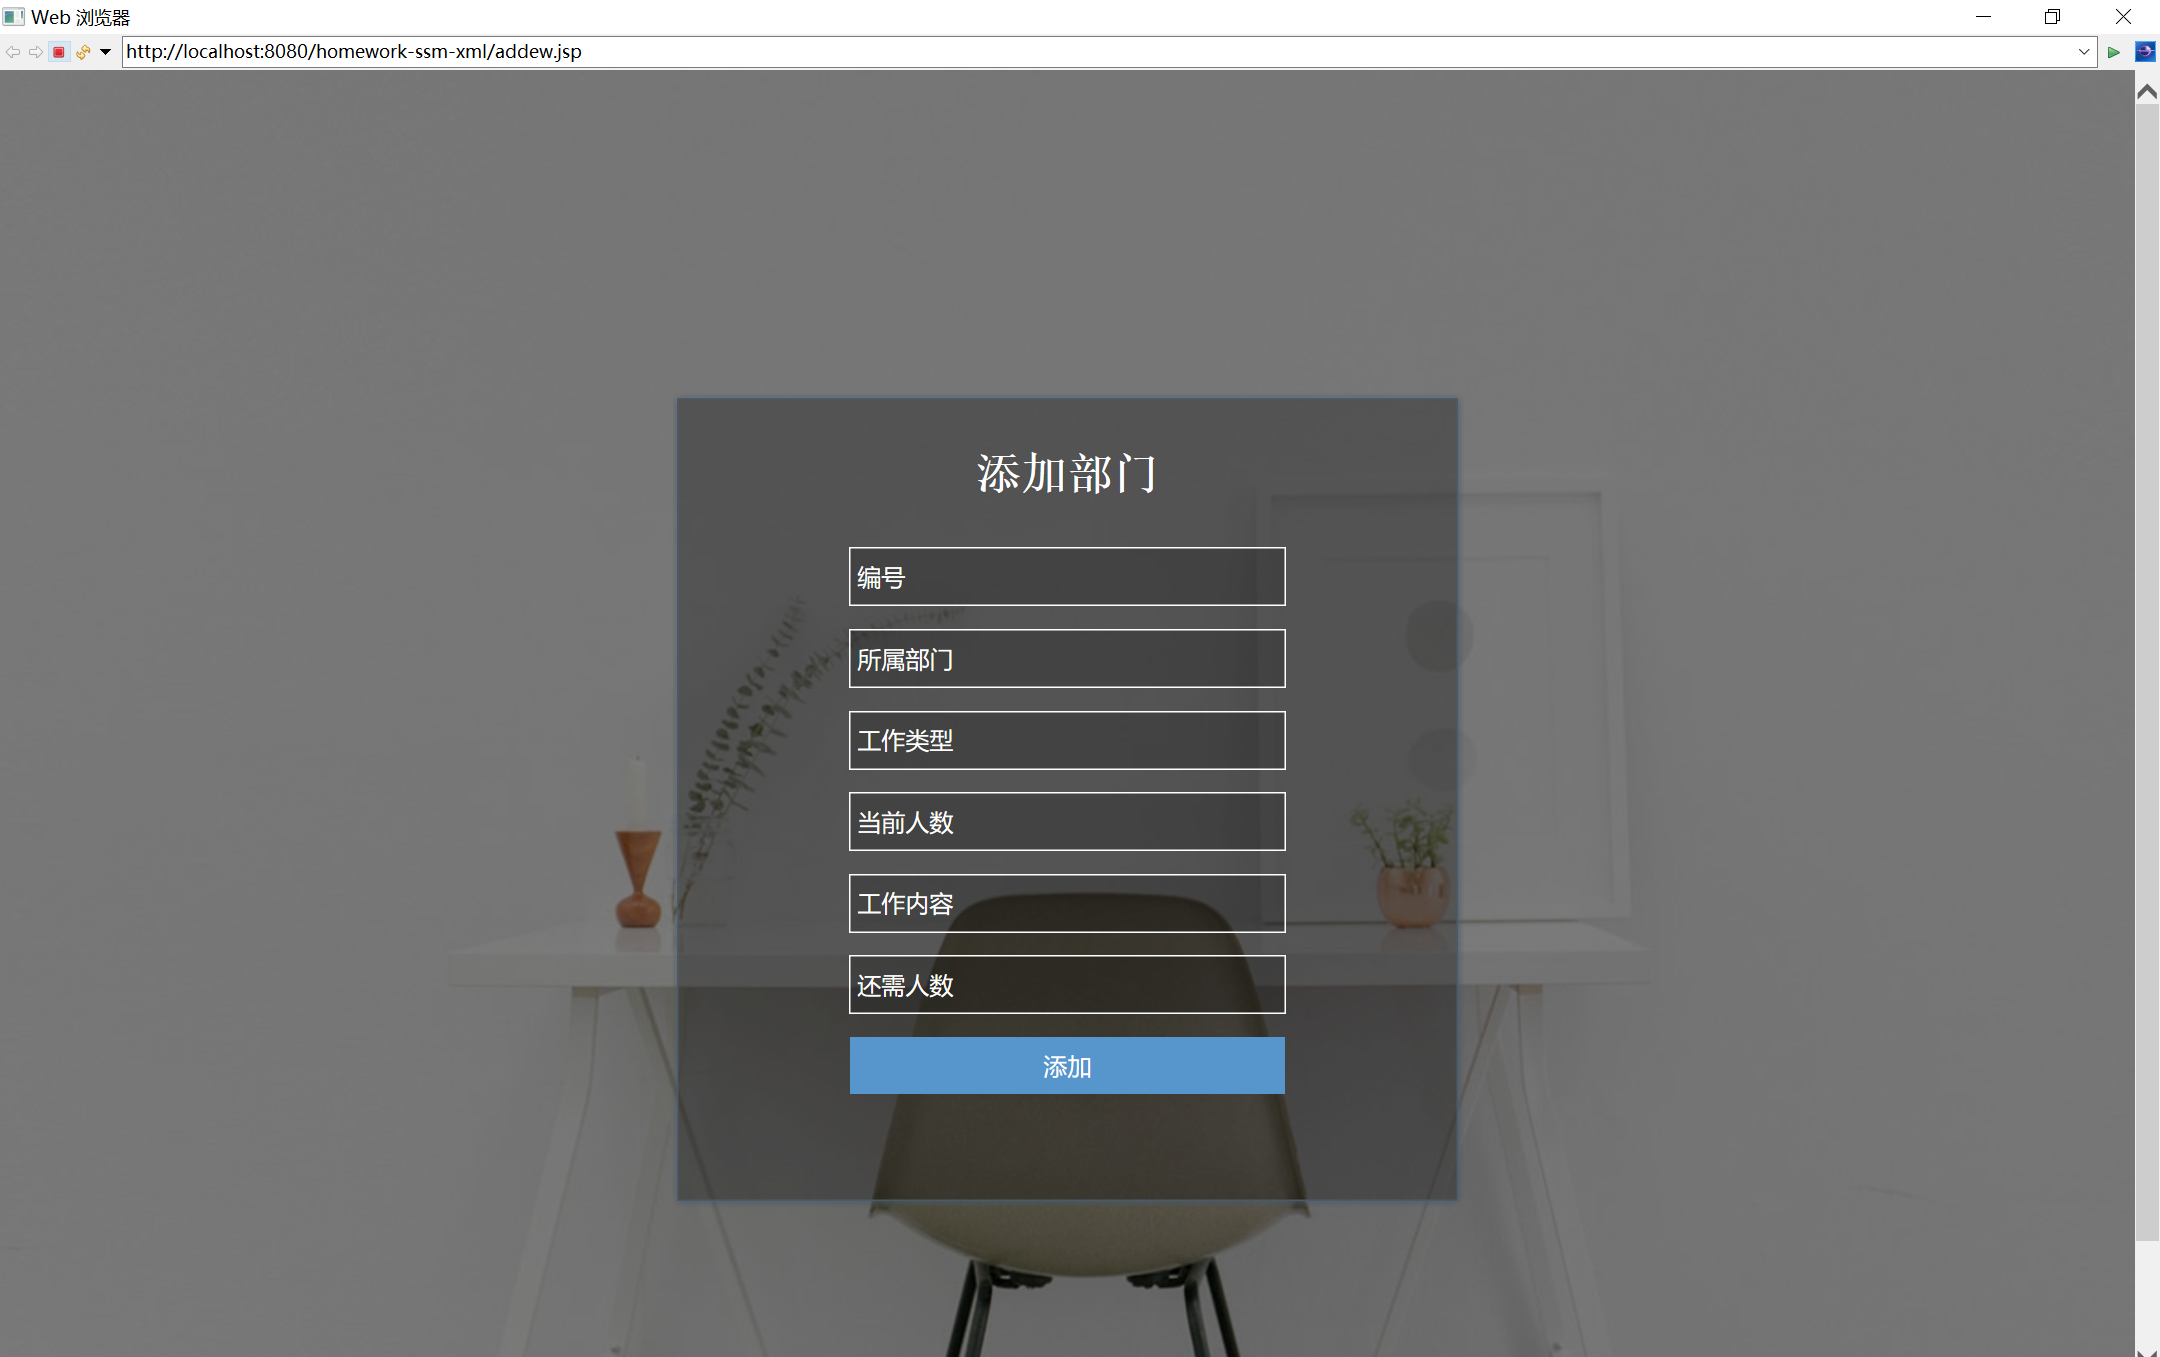 Web 浏览器
http://localhost:8080/homework-ssm-xml/addew.jsp
添加部门
编号
所属部门
工作类型
当前人数
工作内容
还需人数
添加